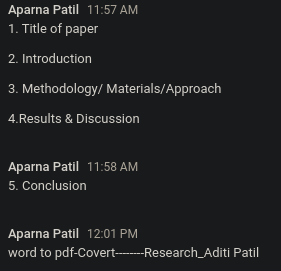 Aparna Patil 11:57 AM
1. Title of paper
2. Introduction
3. Methodology/ Materials/Approach
4.Results & Discussion
Aparna Patil 11:58 AM
5. Conclusion
Aparna Patil 12:01 PM
word to pdf-Covert--------Research_Aditi Patil